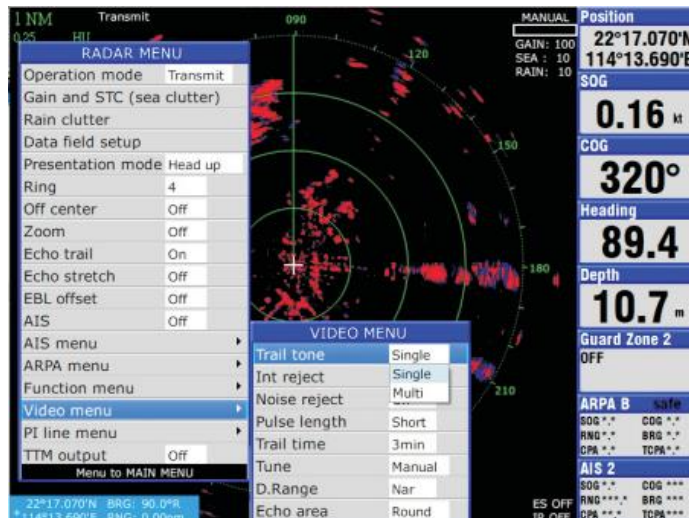 1 NM Transmit
0.25 HU
090
120
150
180
210
MANUAL
GAIN: 100
SEA : 10
RAIN: 10
RADAR MENU
Operation mode Transmit
Gain and STC (sea clutter)
Rain clutter
Data field setup
Presentation mode Head up
Ring 4
Off center Off
Zoom Off
Echo trail On
Echo stretch Off
EBL offset Off
AIS Off
AIS menu
ARPA menu
Function menu
Video menu
PI line menu
TTM output Off
Menu to MAIN MENU
22°17.070'N BRG: 90.0°R
VIDEO MENU
Trail tone Single
Int reject Single
Multi
Noise reject
Pulse length Short
Trail time 3min
Tune Manual
D.Range Nar
Echo area Round
ES OFF
Position
22°17.070'N
114°13.690'E
SOG
0.16 kt
COG
320°
Heading
89.4
Depth
10.7 m
Guard Zone 2
OFF
ARPA B safe
SOG *.* COG *.*
RNG *.* BRG *.*
CPA *.* TCPA *.*
AIS 2
SOG *.* COG ***
RNG ***.* BRG ***
CPA **.* TCPA ***